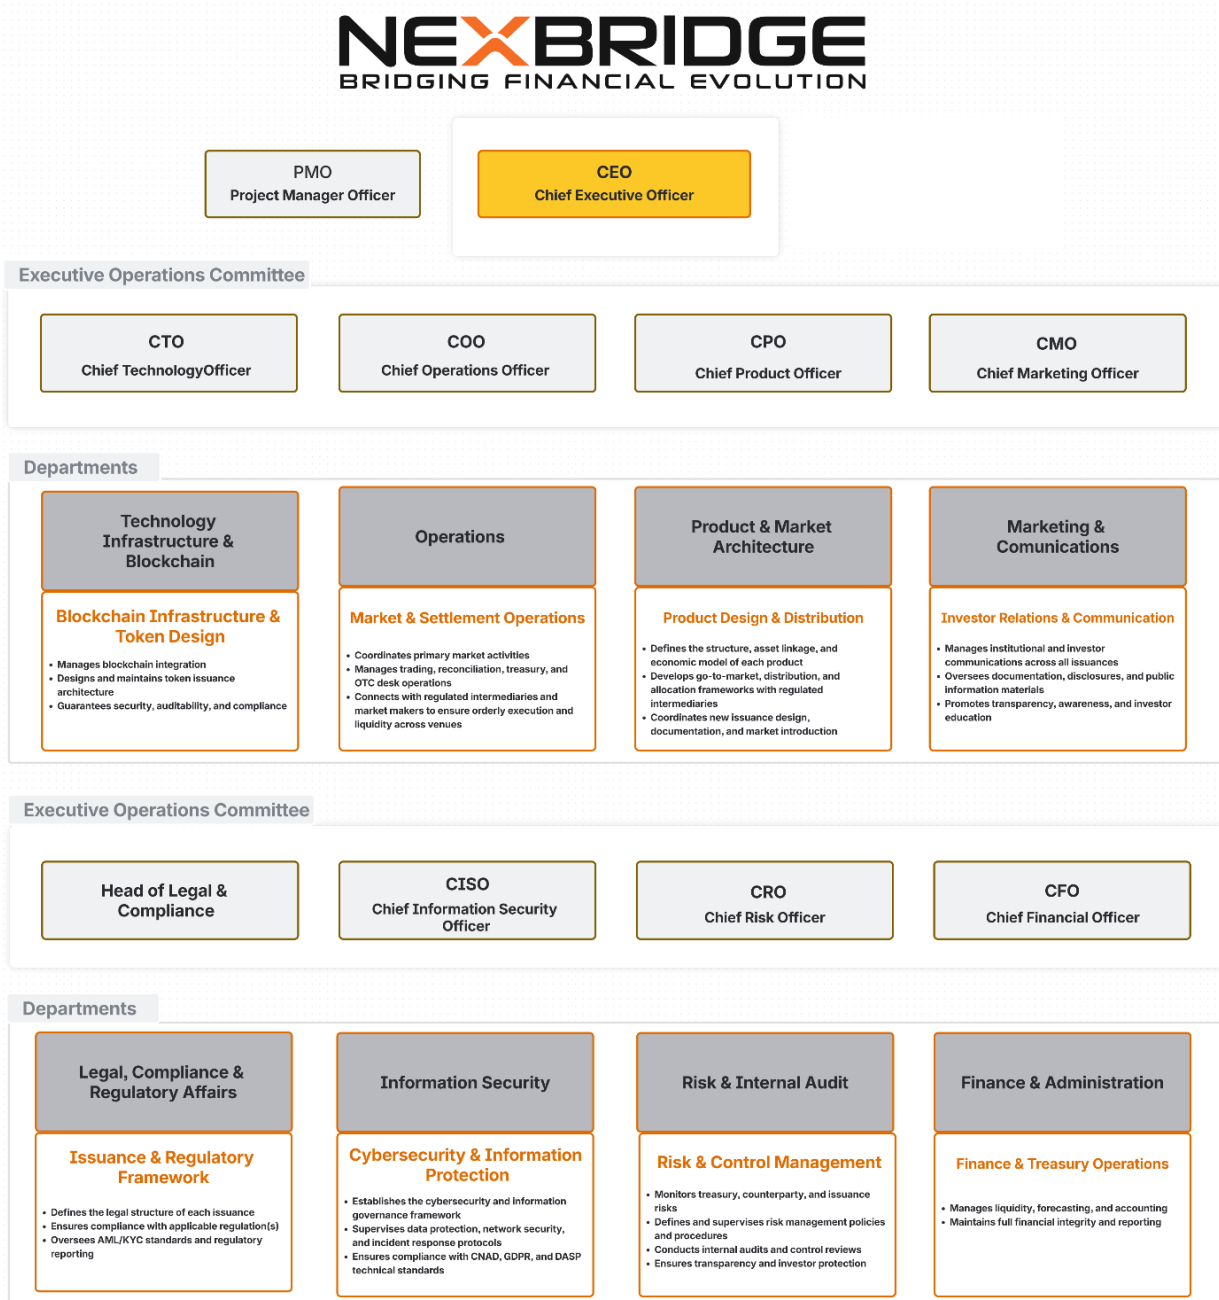 NEXBRIDGE
BRIDGING FINANCIAL EVOLUTION
PMO
Project Manager Officer
CEO
Chief Executive Officer
Executive Operations Committee
CTO
Chief TechnologyOfficer
COO
Chief Operations Officer
CPO
Chief Product Officer
CMO
Chief Marketing Officer
Departments
Technology
Infrastructure &
Blockchain
Blockchain Infrastructure &
Token Design
• Manages blockchain integration
• Designs and maintains token issuance
architecture
• Guarantees security, auditability, and compliance
Operations
Market & Settlement Operations
• Coordinates primary market activities
• Manages trading, reconciliation, treasury, and
OTC desk operations
• Connects with regulated intermediaries and
market makers to ensure orderly execution and
liquidity across venues
Product & Market
Architecture
Product Design & Distribution
• Defines the structure, asset linkage, and
economic model of each product
• Develops go-to-market, distribution, and
allocation frameworks with regulated
intermediaries
• Coordinates new issuance design,
documentation, and market introduction
Marketing &
Comunications
Investor Relations & Communication
• Manages institutional and investor
communications across all issuances
• Oversees documentation, disclosures, and public
information materials
• Promotes transparency, awareness, and investor
education
Executive Operations Committee
Head of Legal &
Compliance
CISO
Chief Information Security
Officer
CRO
Chief Risk Officer
CFO
Chief Financial Officer
Departments
Legal, Compliance &
Regulatory Affairs
Issuance & Regulatory
Framework
• Defines the legal structure of each issuance
• Ensures compliance with applicable regulation(s)
• Oversees AML/KYC standards and regulatory
reporting
Information Security
Cybersecurity & Information
Protection
• Establishes the cybersecurity and information
governance framework
• Supervises data protection, network security,
and incident response protocols
• Ensures compliance with CNAD, GDPR, and DASP
technical standards
Risk & Internal Audit
Risk & Control Management
• Monitors treasury, counterparty, and issuance
risks
• Defines and supervises risk management policies
and procedures
• Conducts internal audits and control reviews
• Ensures transparency and investor protection
Finance & Administration
Finance & Treasury Operations
• Manages liquidity, forecasting, and accounting
• Maintains full financial integrity and reporting
and control